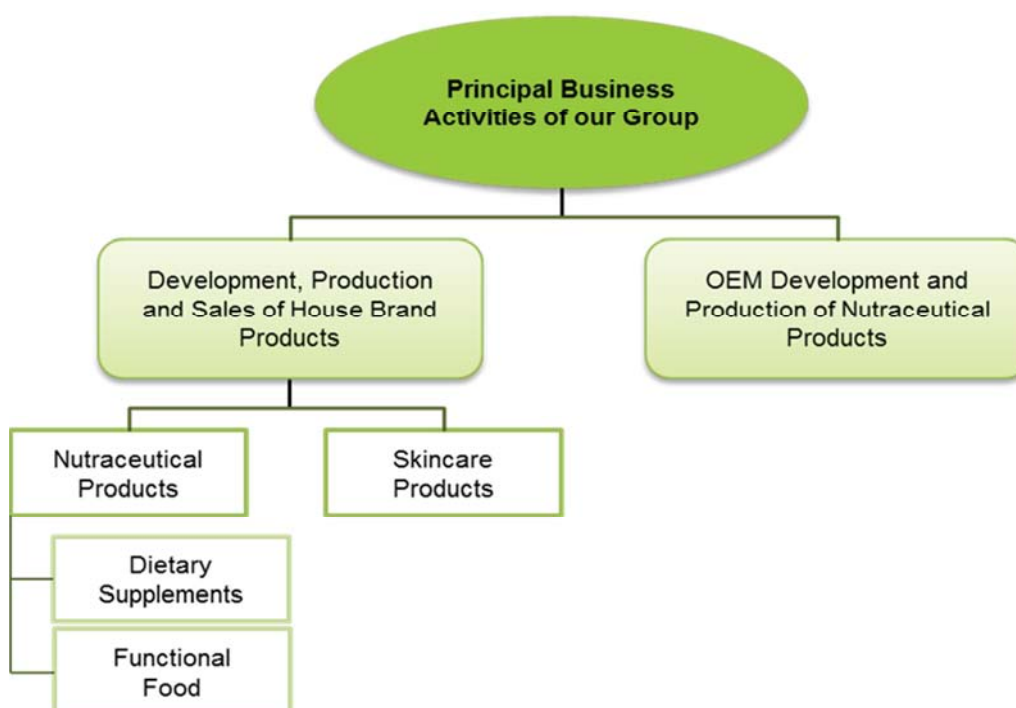 Principal Business
Activities of our Group
Development, Production
and Sales of House Brand
Products
OEM Development and
Production of Nutraceutical
Products
Nutraceutical
Products
Skincare
Products
Dietary
Supplements
Functional
Food